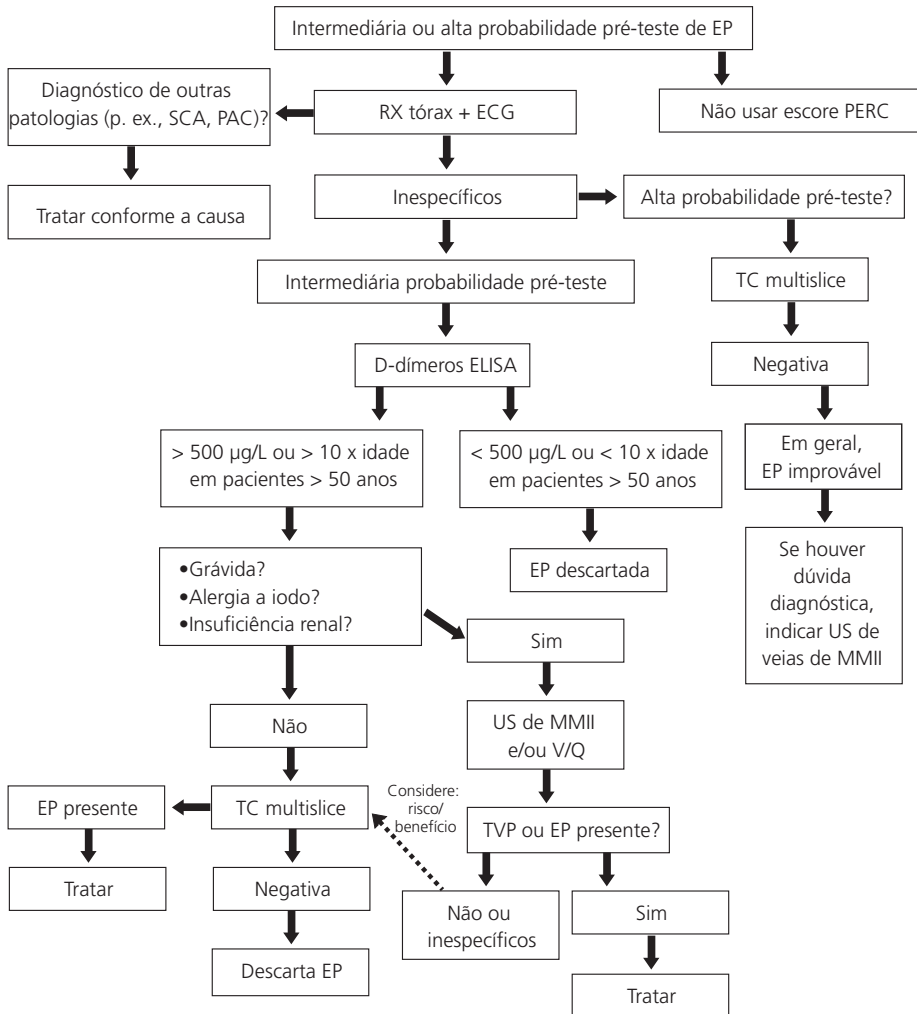 Intermediária ou alta probabilidade pré-teste de EP
Diagnóstico de outras
patologias (p. ex., SCA, PAC)?
RX tórax + ECG
Não usar escore PERC
Tratar conforme a causa
Inespecíficos
Alta probabilidade pré-teste?
Intermediária probabilidade pré-teste
TC multislice
D-dímeros ELISA
Negativa
> 500 µg/L ou > 10 x idade
em pacientes > 50 anos
< 500 µg/L ou < 10 x idade
em pacientes > 50 anos
Em geral,
EP improvável
EP descartada
Se houver
dúvida
diagnóstica,
indicar US de
veias de MMII
•Grávida?
•Alergia a iodo?
•Insuficiência renal?
Sim
Não
US de MMII
e/ou V/Q
EP presente
TC multislice
Considere:
risco/
benefício
TVP ou EP presente?
Tratar
Negativa
Não ou
inespecíficos
Sim
Descarta EP
Tratar